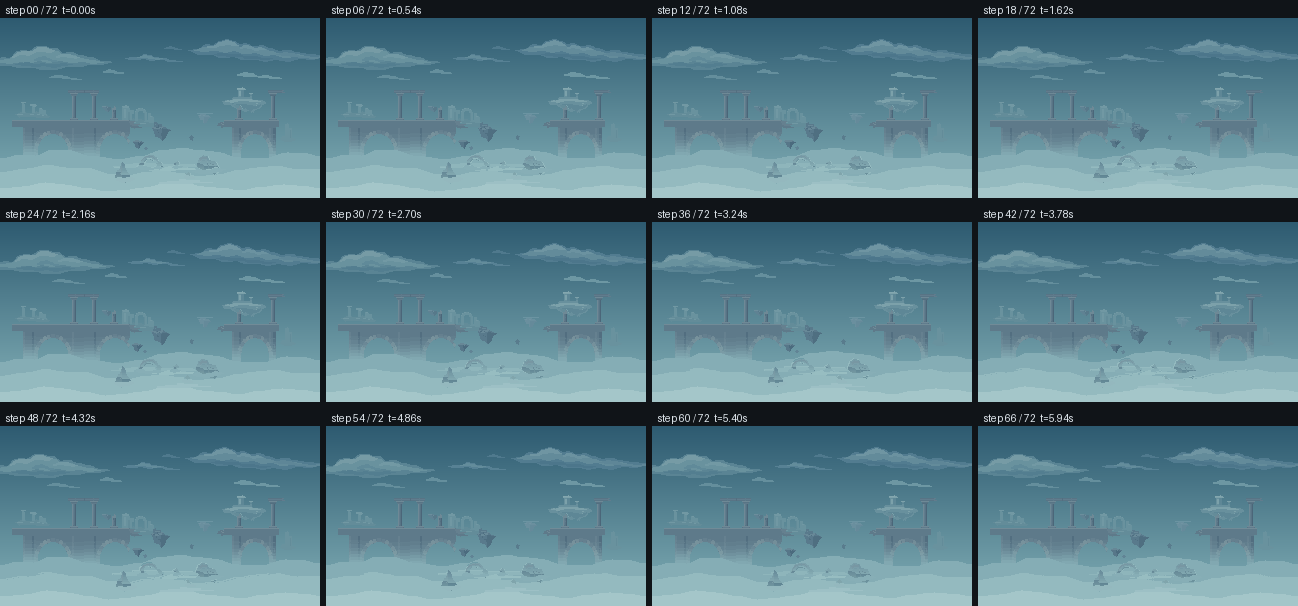 step 00 / 72 t=0.00s
step 06 / 72 t=0.54s
step 12 / 72 t=1.08s
step 18 / 72 t=1.62s
step 24 / 72 t=2.16s
step 30 / 72 t=2.70s
step 36 / 72 t=3.24s
step 42 / 72 t=3.78s
step 48 / 72 t=4.32s
step 54 / 72 t=4.86s
step 60 / 72 t=5.40s
step 66 / 72 t=5.94s